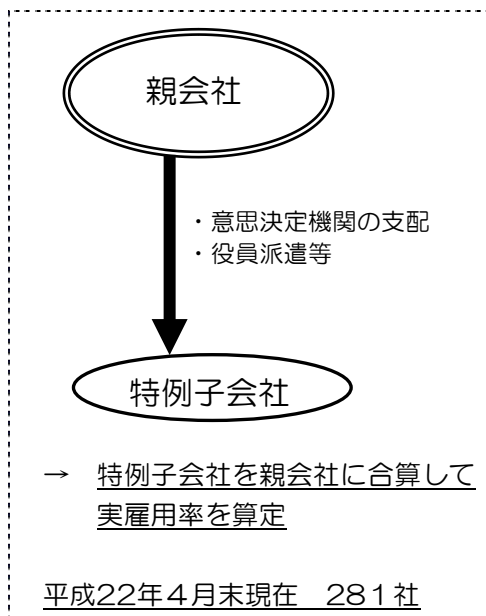 親会社
・意思決定機関の支配
・役員派遣等
特例子会社
→　特例子会社を親会社に合算して
実雇用率を算定
平成22年４月末現在　２８１社